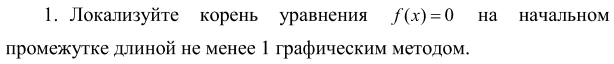 1. Локализуйте корень уравнения f(x)=0 на начальном
промежутке длиной не менее 1 графическим методом.